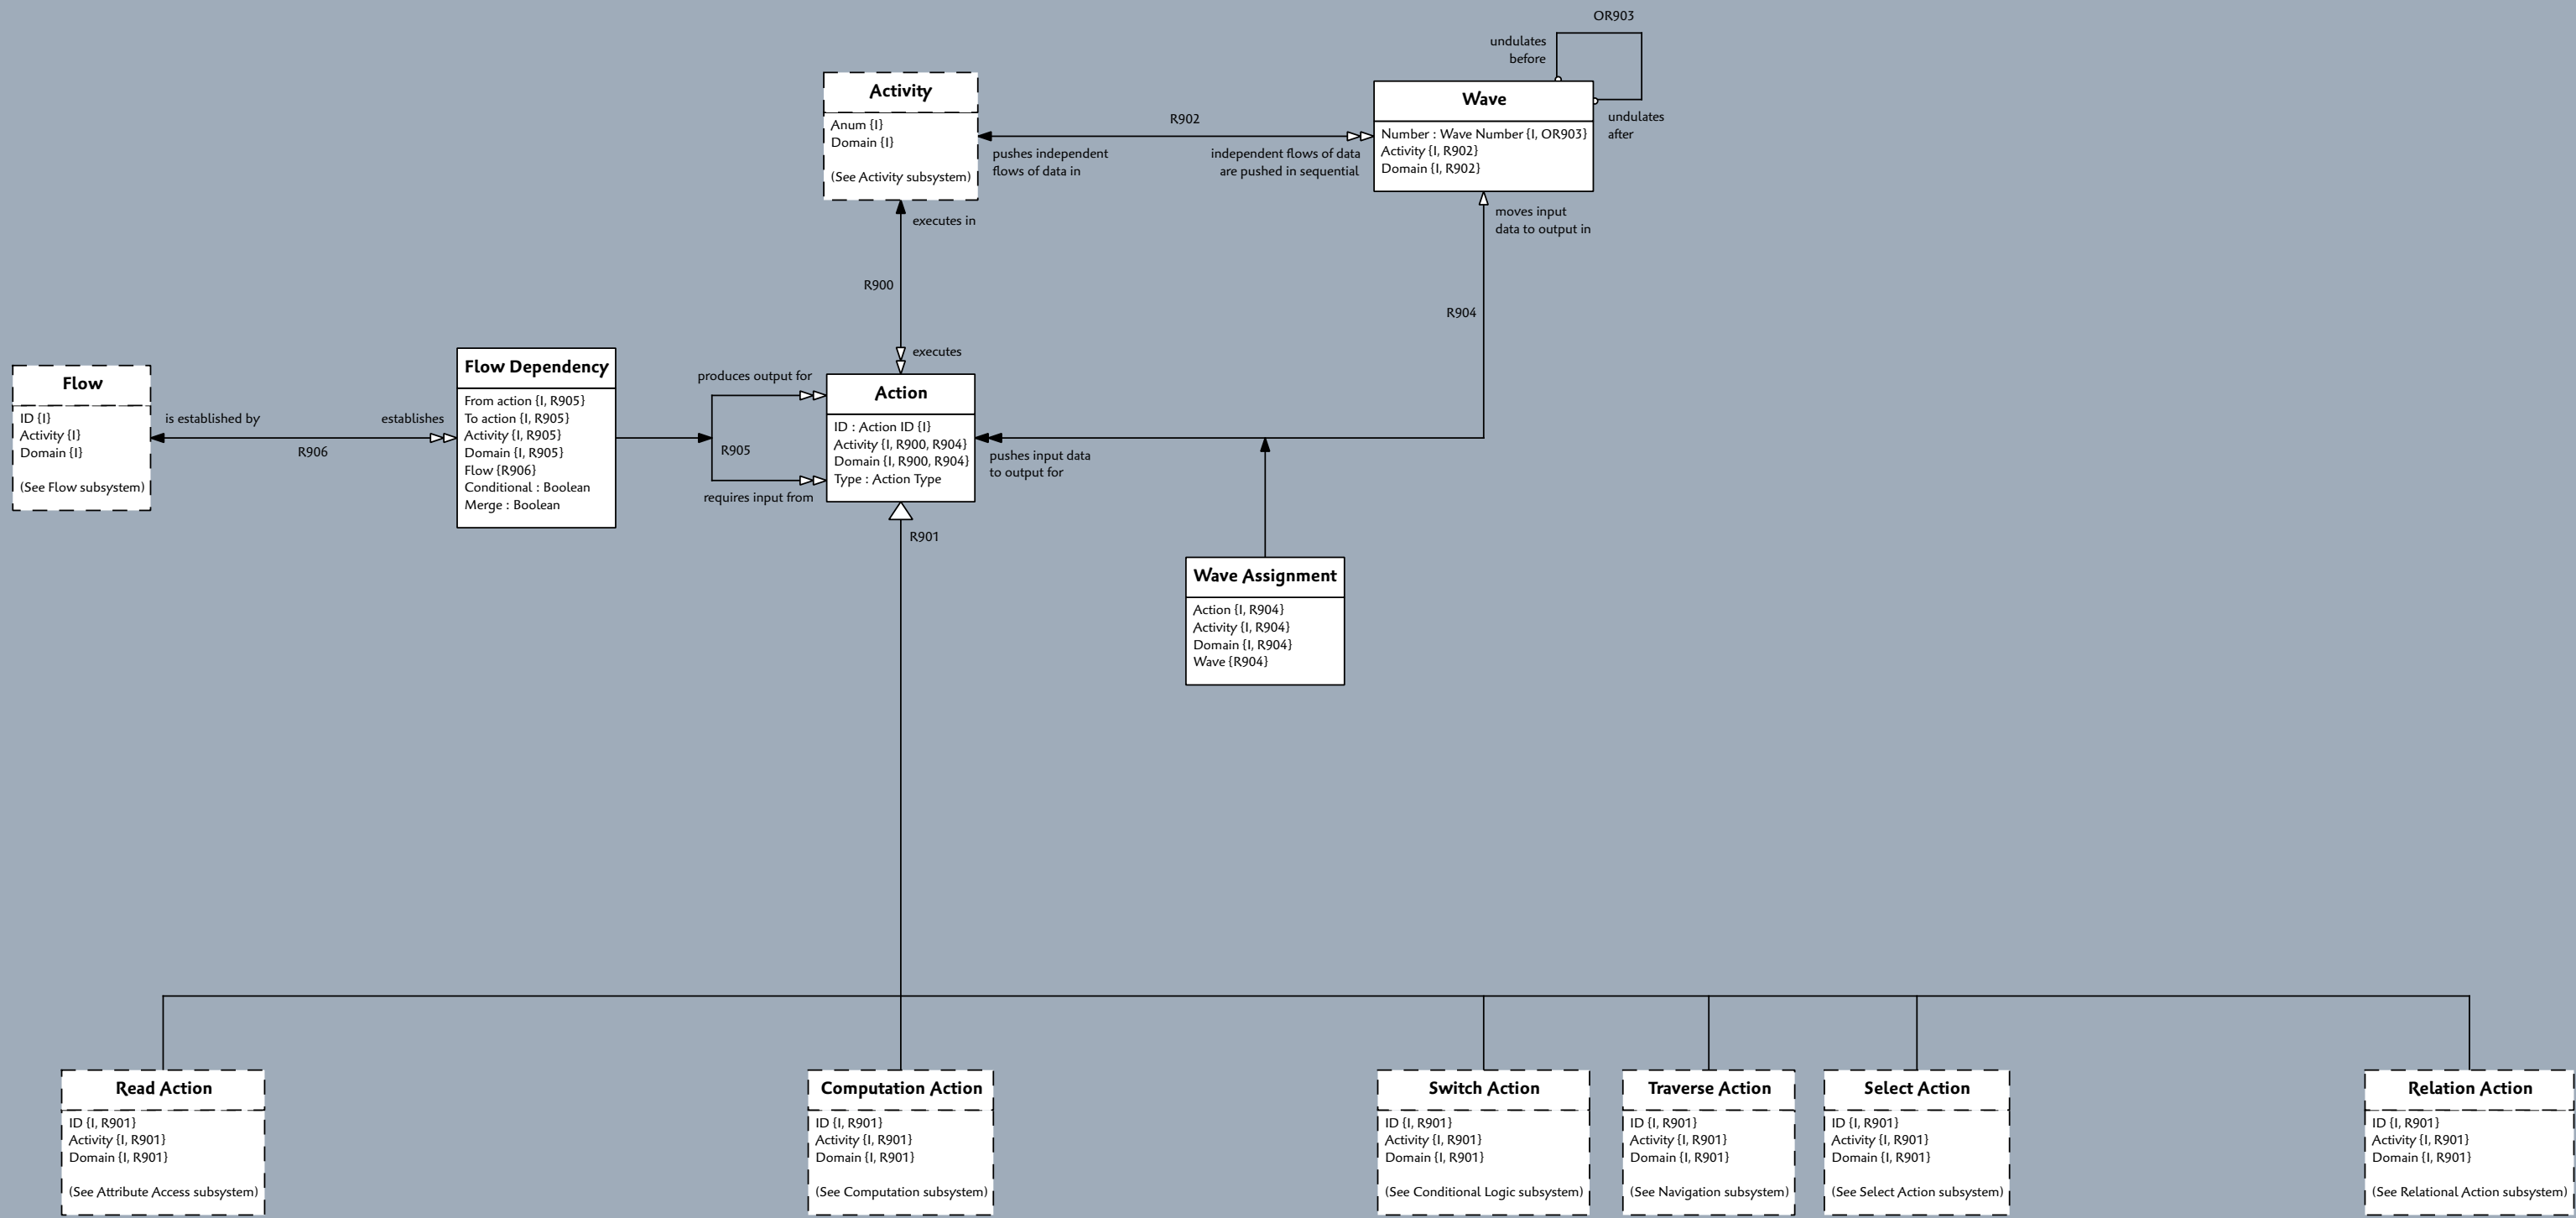 OR903
undulates
before
Wave
Number : Wave Number {I, OR903}
Activity {I, R902}
Domain {I, R902}
undulates
after
Activity
Anum {I}
Domain {I}
(See Activity subsystem)
R902
pushes independent
flows of data in
independent flows of data
are pushed in sequential
executes in
moves input
data to output in
R900
R904
executes
Flow
ID {I}
Activity {I}
Domain {I}
(See Flow subsystem)
is established by
establishes
R906
Flow Dependency
From action {I, R905}
To action {I, R905}
Activity {I, R905}
Domain {I, R905}
Flow {R906}
Conditional : Boolean
Merge : Boolean
produces output for
R905
requires input from
Action
ID : Action ID {I}
Activity {I, R900, R904}
Domain {I, R900, R904}
Type : Action Type
pushes input data
to output for
R901
Wave Assignment
Action {I, R904}
Activity {I, R904}
Domain {I, R904}
Wave {R904}
Read Action
ID {I, R901}
Activity {I, R901}
Domain {I, R901}
(See Attribute Access subsystem)
Computation Action
ID {I, R901}
Activity {I, R901}
Domain {I, R901}
(See Computation subsystem)
Switch Action
ID {I, R901}
Activity {I, R901}
Domain {I, R901}
(See Conditional Logic subsystem)
Traverse Action
ID {I, R901}
Activity {I, R901}
Domain {I, R901}
(See Navigation subsystem)
Select Action
ID {I, R901}
Activity {I, R901}
Domain {I, R901}
(See Select Action subsystem)
Relation Action
ID {I, R901}
Activity {I, R901}
Domain {I, R901}
(See Relational Action subsystem)